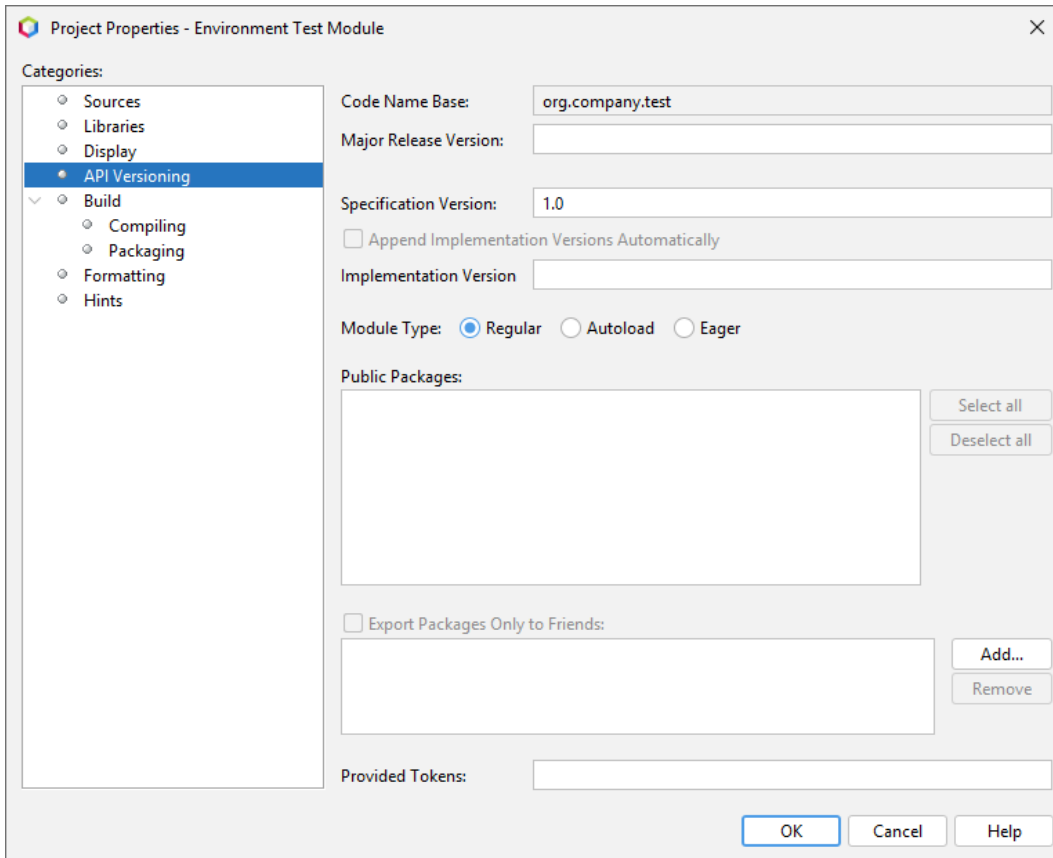 Project Properties - Environment Test Module
Categories:
Sources
Libraries
Display
API Versioning
Build
Compiling
Packaging
Formatting
Hints
Code Name Base: org.company.test
Major Release Version:
Specification Version: 1.0
Append Implementation Versions Automatically
Implementation Version
Module Type: Regular Autoload Eager
Public Packages:
Select all
Deselect all
Export Packages Only to Friends:
Add...
Remove
Provided Tokens:
OK Cancel Help